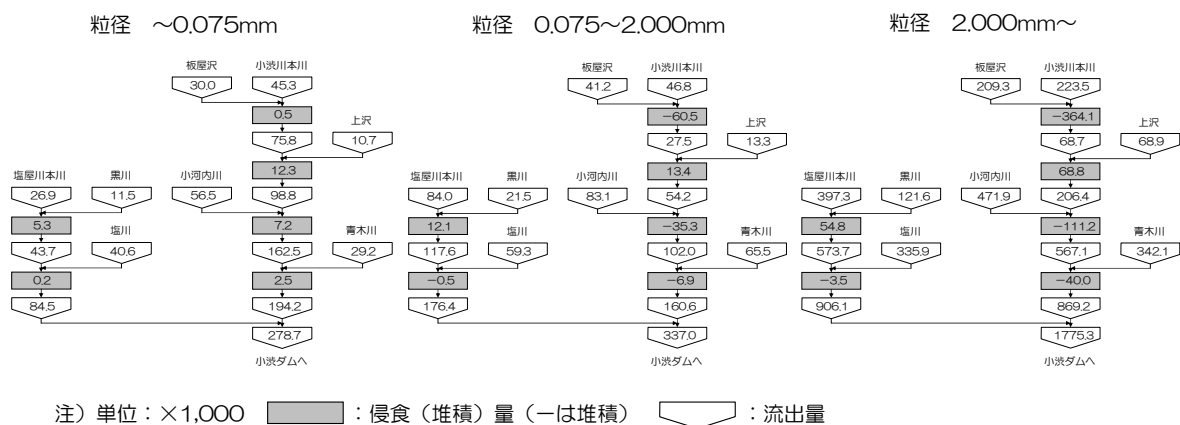 粒径　～0.075mm
板屋沢　小渋川本川
30.0　45.3
0.5
上沢
75.8　10.7
12.3
塩屋川本川　黒川　小河内川
26.9　11.5　56.5　98.8
5.3　7.2
塩川　青木川
43.7　40.6　162.5　29.2
0.2　2.5
84.5　194.2
278.7
小渋ダムへ
粒径　0.075～2.000mm
板屋沢　小渋川本川
41.2　46.8
−60.5
上沢
27.5　13.3
13.4
塩屋川本川　黒川　小河内川
84.0　21.5　83.1　54.2
12.1　−35.3
塩川　青木川
117.6　59.3　102.0　65.5
−0.5　−6.9
176.4　160.6
337.0
小渋ダムへ
粒径　2.000mm～
板屋沢　小渋川本川
209.3　223.5
−364.1
上沢
68.7　68.9
68.8
塩屋川本川　黒川　小河内川
397.3　121.6　471.9　206.4
54.8　−111.2
塩川　青木川
573.7　335.9　567.1　342.1
−3.5　−40.0
906.1　869.2
1775.3
小渋ダムへ
注）単位：×1,000　：侵食（堆積）量（−は堆積）　：流出量